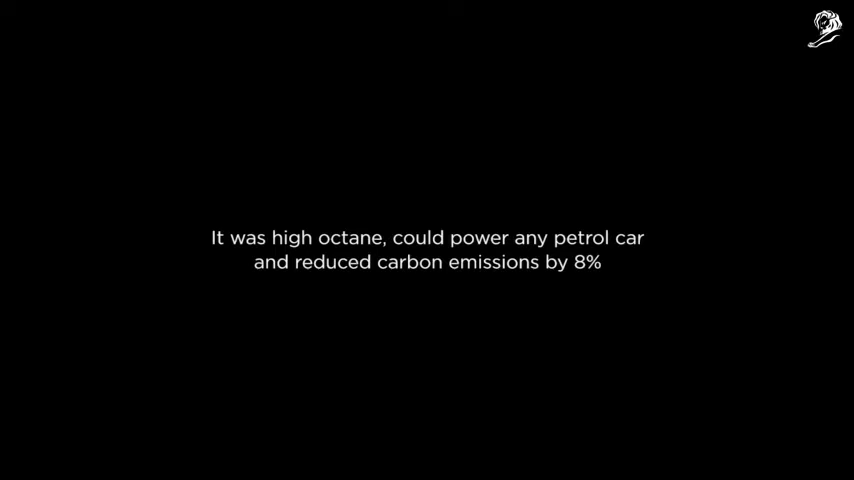 It was high octane, could power any petrol car
and reduced carbon emissions by 8%